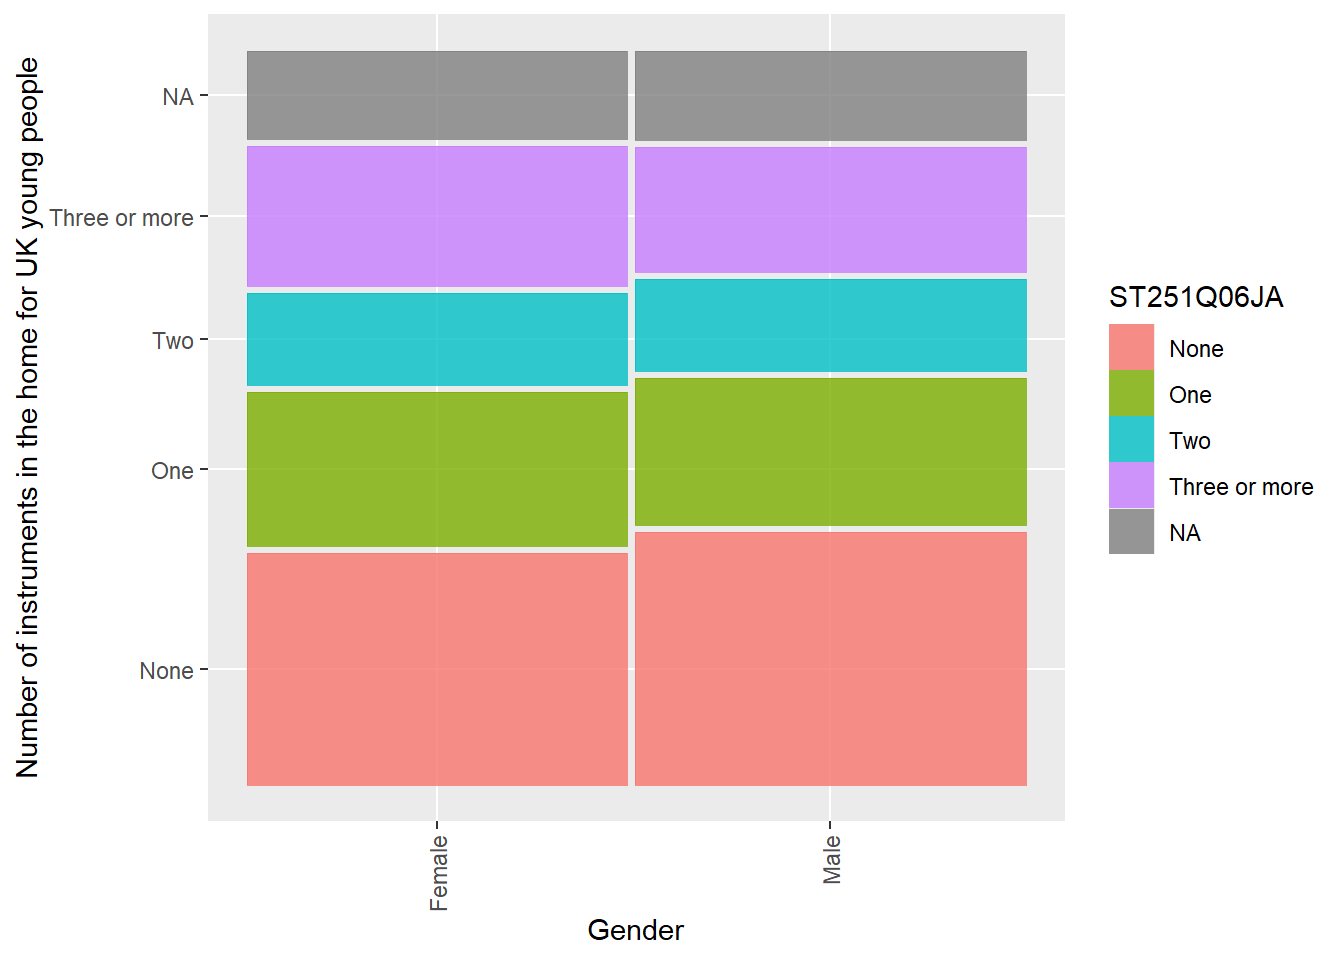 Number of instruments in the home for UK young people
NA
Three or more
Two
One
None
Female
Male
Gender
ST251Q06JA
None
One
Two
Three or more
NA